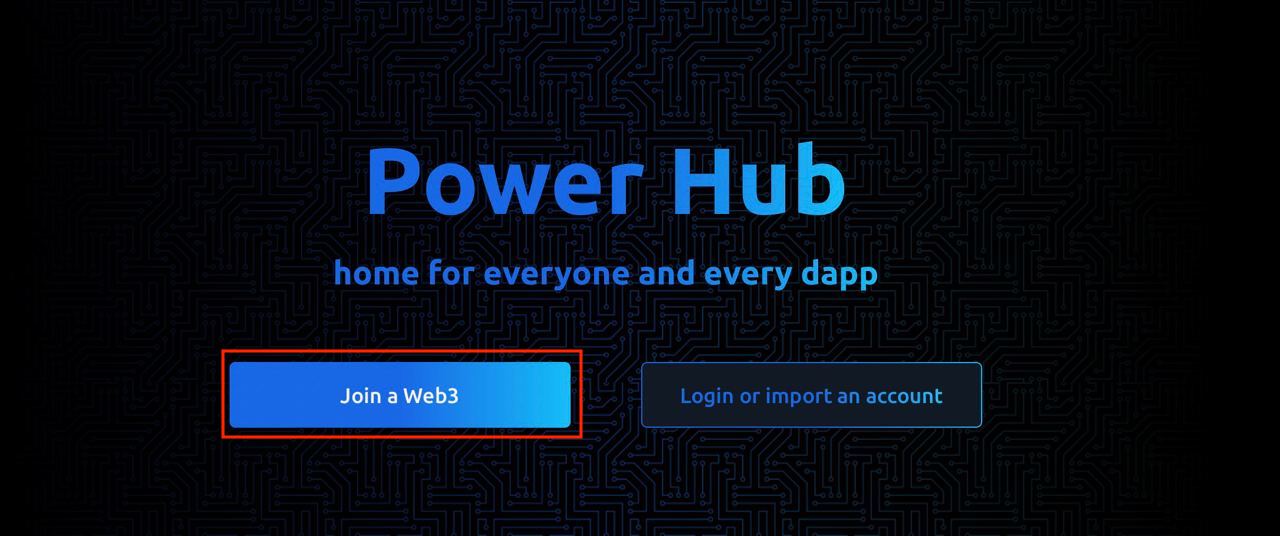 Power Hub
home for everyone and every dapp
Join a Web3
Login or import an account